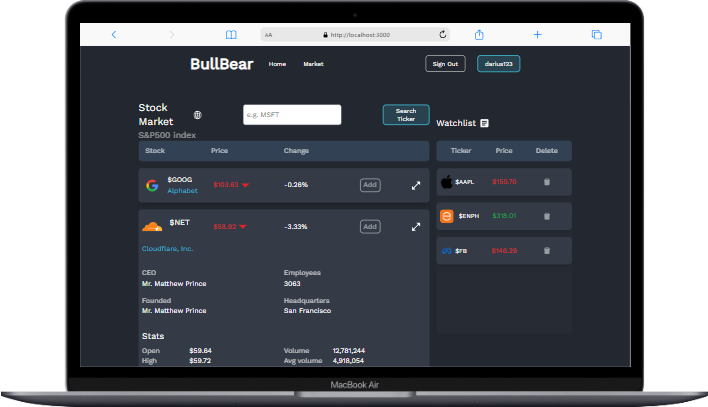 AA http://localhost:3000
BullBear Home Market Sign Out darius123
Stock
Market
e.g. MSFT
Search
Ticker
S&P500 index
Watchlist
Stock Price Change
Ticker Price Delete
$GOOG
Alphabet
$103.63 -0.26% Add
$AAPL $150.70
$NET
$58.92 -3.33% Add
$ENPH $318.01
Cloudflare, Inc.
$FB $146.29
CEO Employees
Mr. Matthew Prince 3063
Founded Headquarters
Mr. Matthew Prince San Francisco
Stats
Open $59.64 Volume 12,781,244
High $59.72 Avg volume 4,918,054
MacBook Air